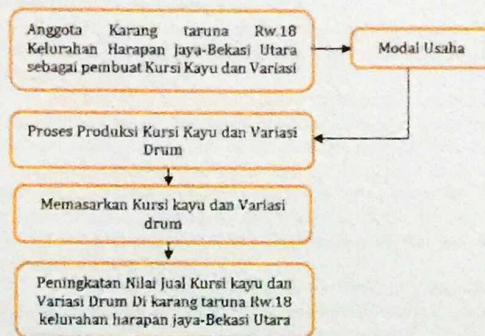 Anggota Karang taruna Rw.18
Kelurahan Harapan jaya-Bekasi Utara
sebagai pembuat Kursi Kayu dan Variasi
Modal Usaha
Proses Produksi Kursi Kayu dan Variasi
Drum
Memasarkan Kursi kayu dan Variasi
drum
Peningkatan Nilai Jual Kursi kayu dan
Variasi Drum Di karang taruna Rw.18
kelurahan harapan jaya-Bekasi Utara